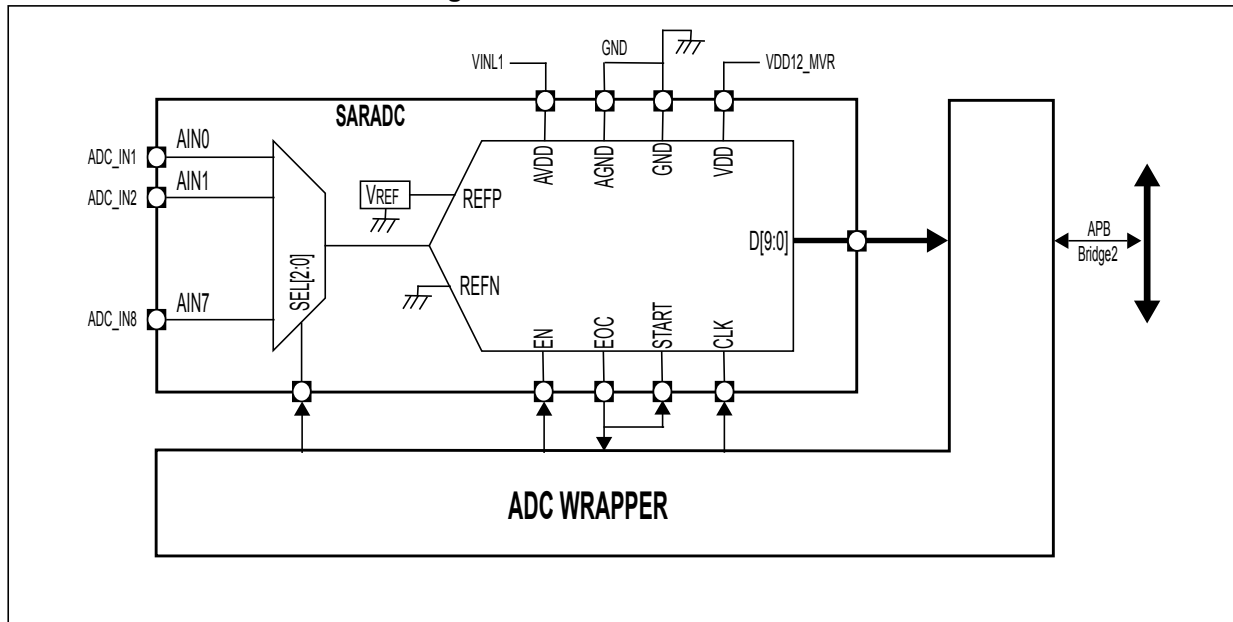 g
GND
VINL1
VDD12_MVR
SARADC
ADC_IN1
AIN0
ADC_IN2
AIN1
ADC_IN8
AIN7
SEL[2:0]
VREF
REFP
REFN
AVDD
AGND
GND
VDD
D[9:0]
EN
EOC
START
CLK
APB
Bridge2
ADC WRAPPER